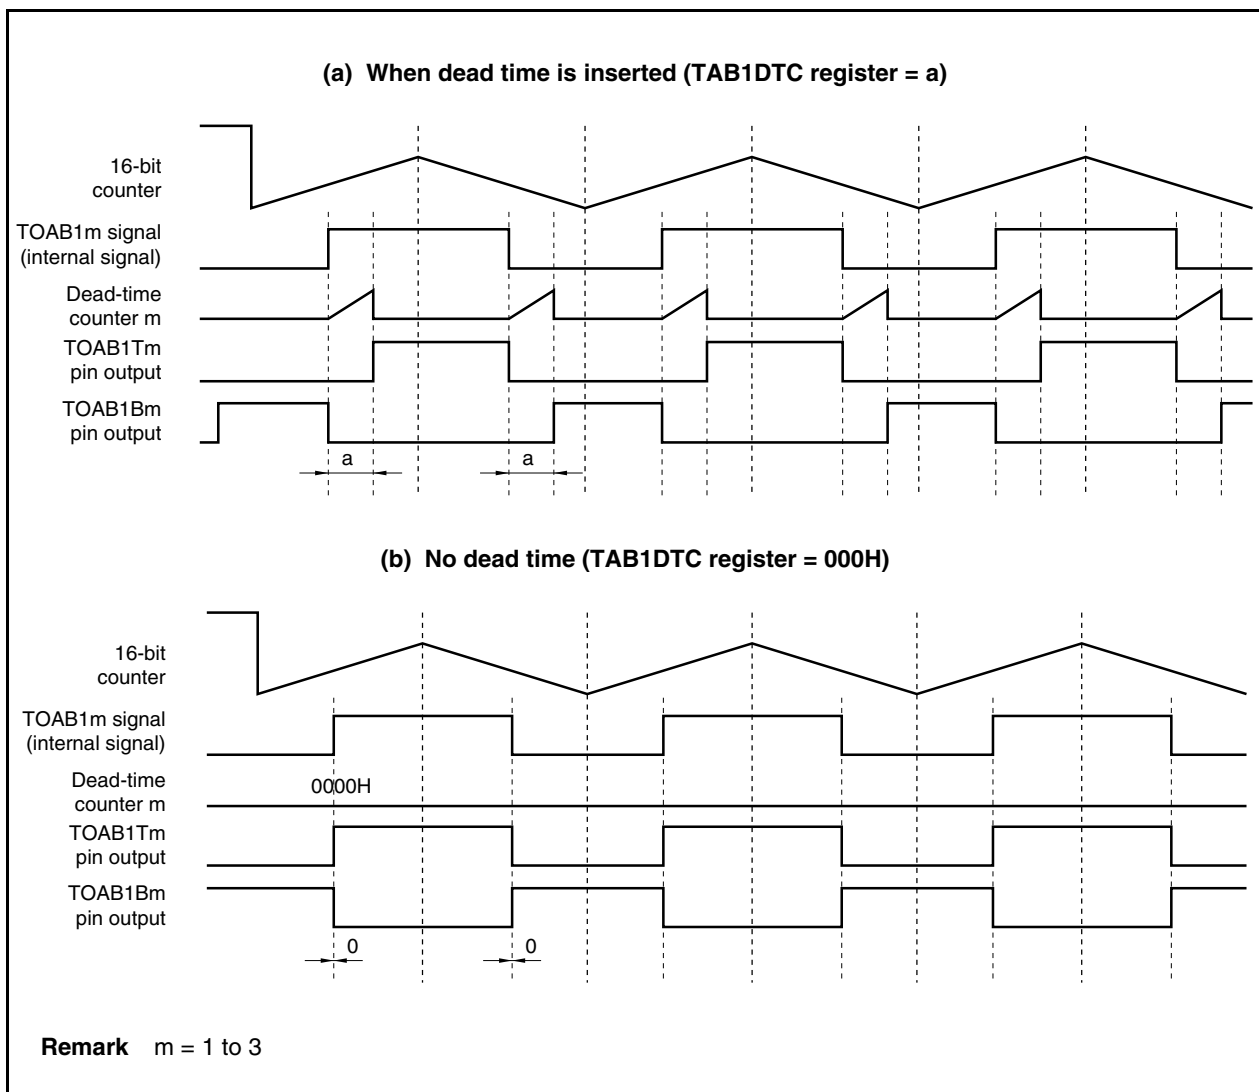 (a) When dead time is inserted (TAB1DTC register = a)
16-bit
counter
TOAB1m signal
(internal signal)
Dead-time
counter m
TOAB1Tm
pin output
TOAB1Bm
pin output
a
a
(b) No dead time (TAB1DTC register = 000H)
16-bit
counter
TOAB1m signal
(internal signal)
Dead-time
counter m
0000H
TOAB1Tm
pin output
TOAB1Bm
pin output
0
0
Remark m = 1 to 3